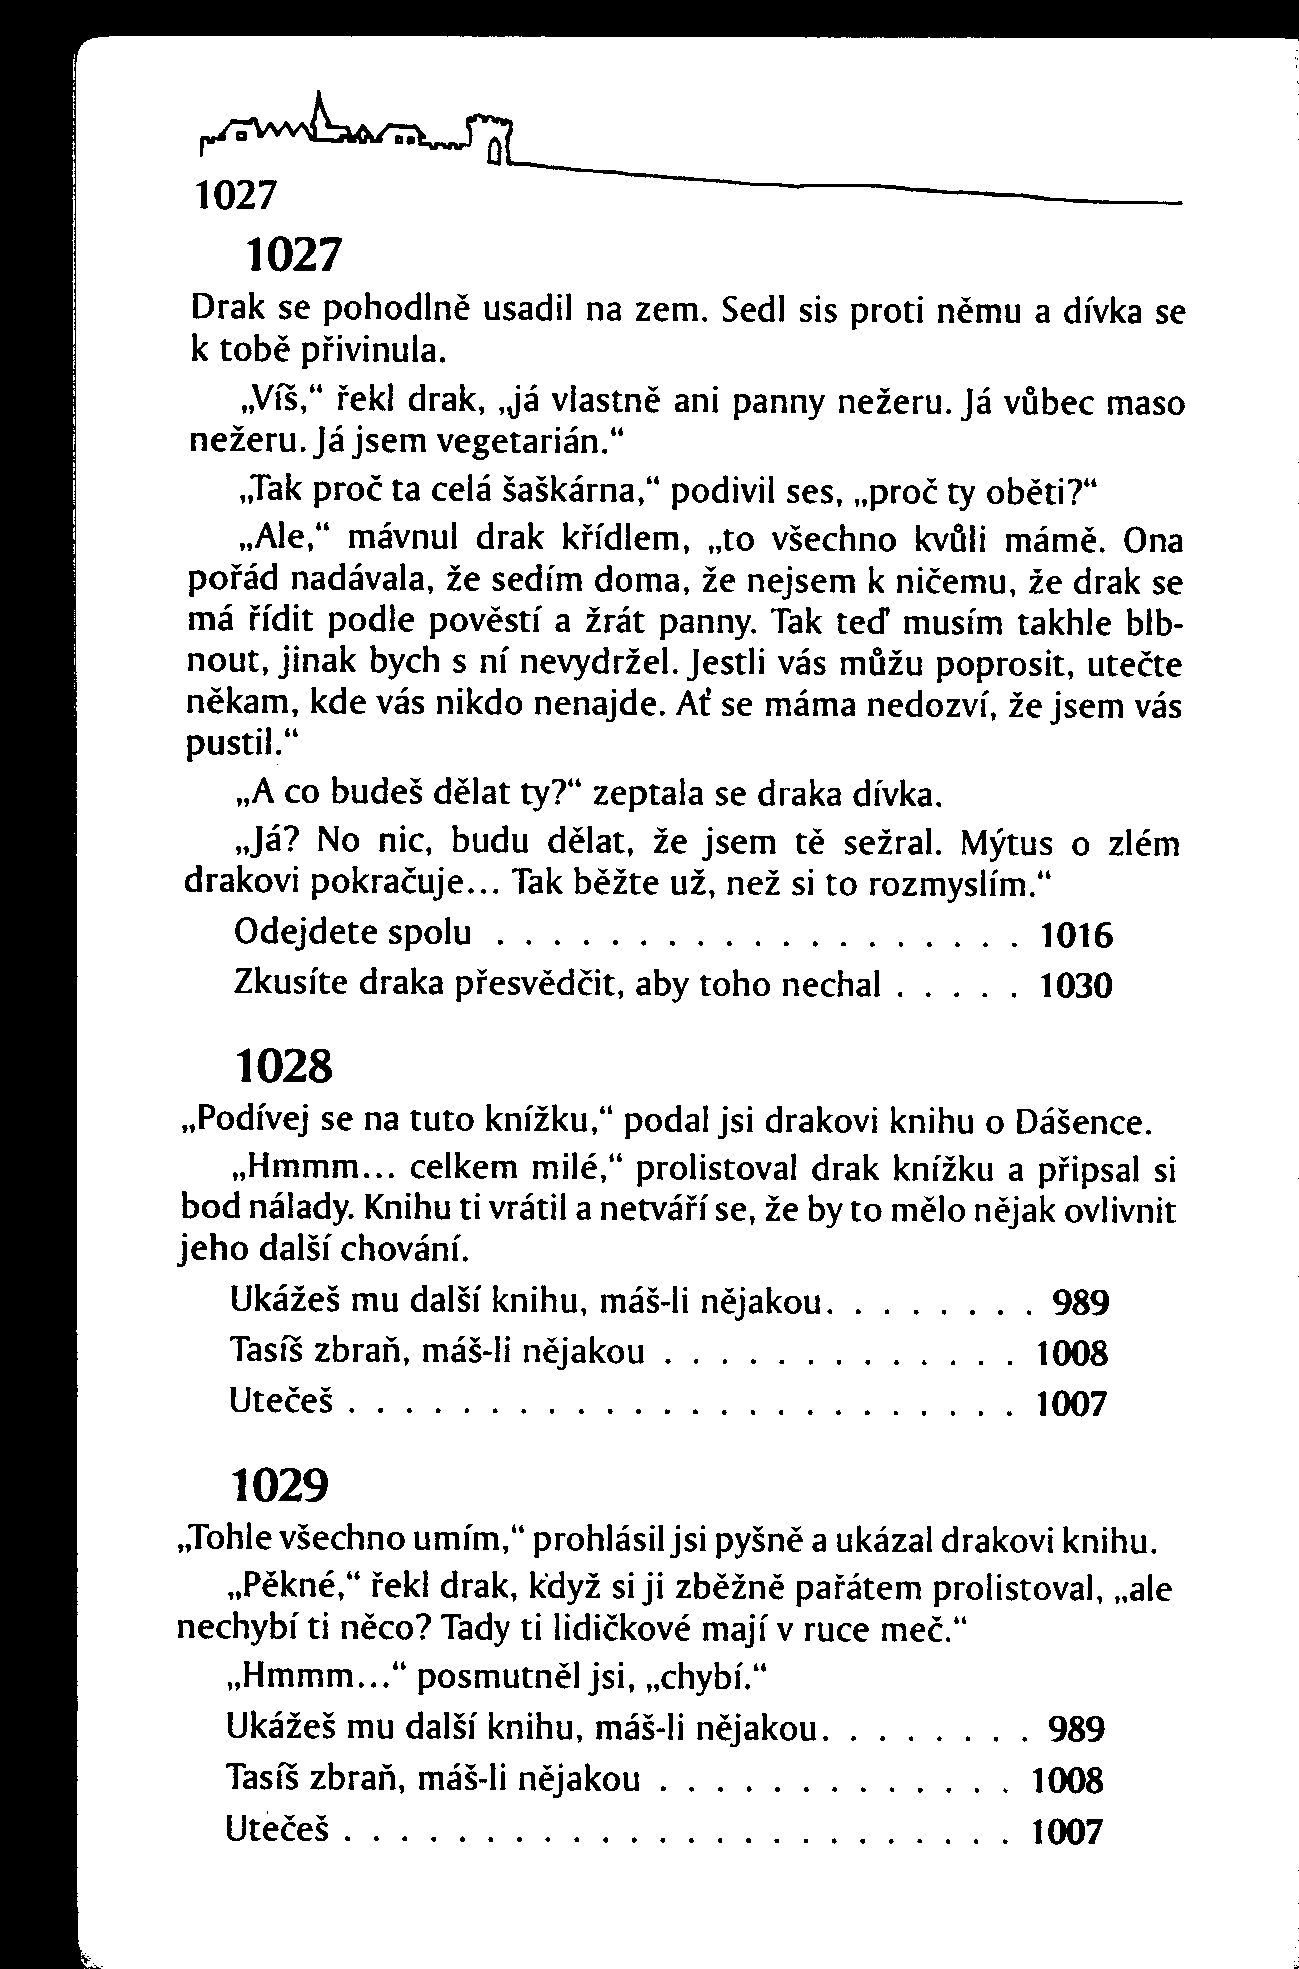 1027
1027
Drak se pohodlně usadil na zem. Sedl sis proti němu a dívka se
k tobě přivinula.
„Víš,“ řekl drak, „já vlastně ani panny nežeru. Já vůbec maso
nežeru. Já jsem vegetarián.“
„Tak proč ta celá šaškárna,“ podivil ses, „proč ty oběti?“
„Ale,“ mávnul drak křídlem, „to všechno kvůli mámě. Ona
pořád nadávala, že sedím doma, že nejsem k ničemu, že drak se
má řídit podle pověstí a žrát panny. Tak teď musím takhle blb-
nout, jinak bych s ní nevydržel. Jestli vás můžu poprosit, utečte
někam, kde vás nikdo nenajde. Ať se máma nedozví, že jsem vás
pustil.“
„A co budeš dělat ty?“ zeptala se draka dívka.
„Já? No nic, budu dělat, že jsem tě sežral. Mýtus o zlém
drakovi pokračuje... Tak běžte už, než si to rozmyslím.“
Odejdete spolu . . . . . . . . . . . . . . . . . . . 1016
Zkusíte draka přesvědčit, aby toho nechal . . . . . 1030
1028
„Podívej se na tuto knížku,“ podal jsi drakovi knihu o Dášence.
„Hmmm... celkem milé,“ prolistoval drak knížku a připsal si
bod nálady. Knihu ti vrátil a netváří se, že by to mělo nějak ovlivnit
jeho další chování.
Ukážeš mu další knihu, máš-li nějakou. . . . . . . . 989
Tasíš zbraň, máš-li nějakou . . . . . . . . . . . . . 1008
Utečeš . . . . . . . . . . . . . . . . . . . . . . . . 1007
1029
„Tohle všechno umím,“ prohlásil jsi pyšně a ukázal drakovi knihu.
„Pěkné,“ řekl drak, když si ji zběžně pařátem prolistoval, „ale
nechybí ti něco? Tady ti lidičkové mají v ruce meč.“
„Hmmm...“ posmutněl jsi, „chybí.“
Ukážeš mu další knihu, máš-li nějakou. . . . . . . . 989
Tasíš zbraň, máš-li nějakou . . . . . . . . . . . . . 1008
Utečeš . . . . . . . . . . . . . . . . . . . . . . . . 1007